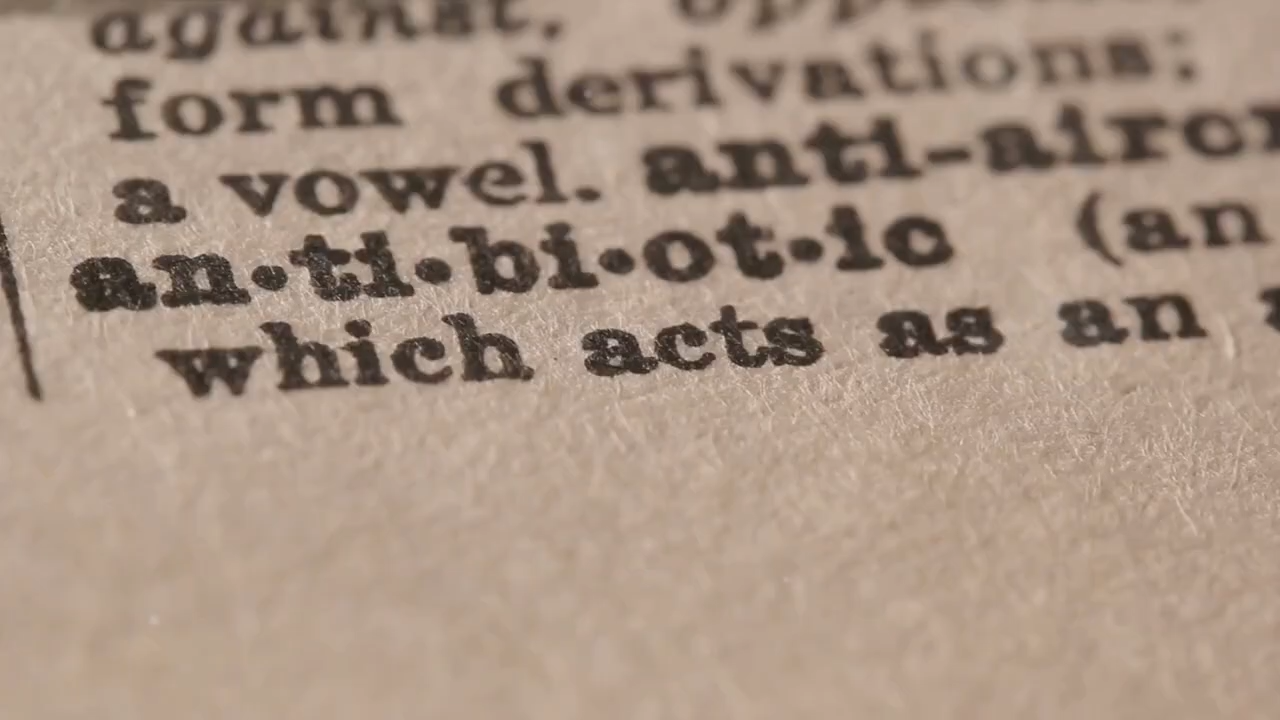 against,
form derivations;
a vowel. anti-airc
an•ti•bi•ot•ic (an
which acts as an